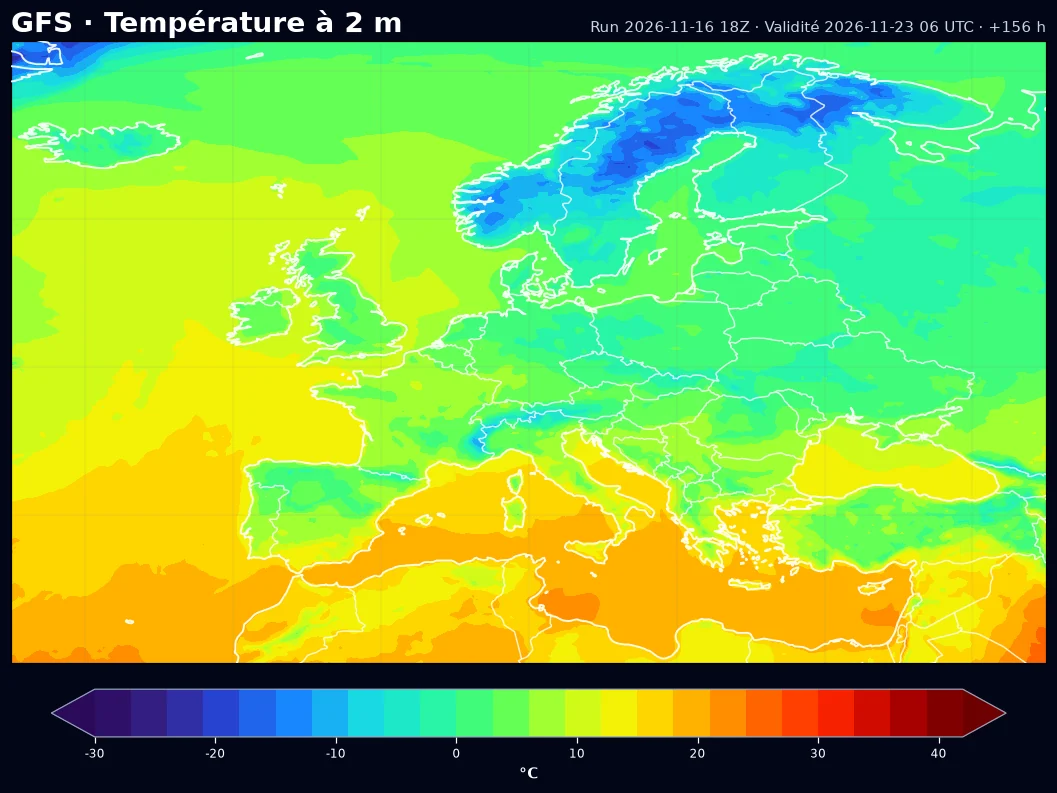 GFS · Température à 2 m
Run 2026-11-16 18Z · Validité 2026-11-23 06 UTC · +156 h
-30 -20 -10 0 10 20 30 40
°C